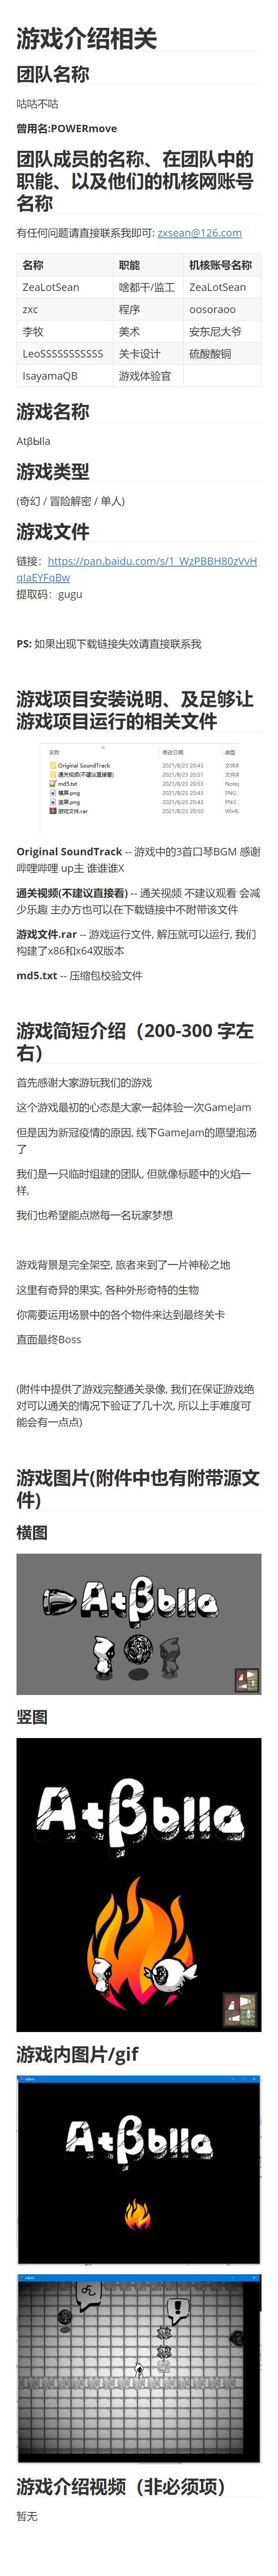 游戏介绍相关
团队名称
咕咕不咕
曾用名:POWERmove
团队成员的名称、在团队中的
职能、以及他们的机核网账号
名称
有任何问题请直接联系我即可: zxsean@126.com
名称 职能 机核账号名称
ZeaLotSean 啥都干/监工 ZeaLotSean
zxc 程序 oosoraoo
李牧 美术 安东尼大爷
LeoSSSSSSSSSSS 关卡设计 硫酸酸铜
IsayamaQB 游戏体验官
游戏名称
AtβЫla
游戏类型
(奇幻 / 冒险解密 / 单人)
游戏文件
链接：https://pan.baidu.com/s/1_WzPBBH80zVvH
qIaEYFqBw
提取码：gugu
PS: 如果出现下载链接失效请直接联系我
游戏项目安装说明、及足够让
游戏项目运行的相关文件
名称 修改日期 类型
Original SoundTrack 2021/8/23 20:43 文件夹
通关视频(不建议直接看) 2021/8/23 20:51 文件夹
md5.txt 2021/8/23 20:53 Notep
横屏.png 2021/8/23 20:43 PNG
竖屏.png 2021/8/23 20:43 PNG
游戏文件.rar 2021/8/23 20:50 WinR
Original SoundTrack -- 游戏中的3首口琴BGM 感谢
哔哩哔哩 up主 谁谁谁X
通关视频(不建议直接看) -- 通关视频 不建议观看 会减
少乐趣 主办方也可以在下载链接中不附带该文件
游戏文件.rar -- 游戏运行文件, 解压就可以运行, 我们
构建了x86和x64双版本
md5.txt -- 压缩包校验文件
游戏简短介绍（200-300 字左
右）
首先感谢大家游玩我们的游戏
这个游戏最初的心态是大家一起体验一次GameJam
但是因为新冠疫情的原因, 线下GameJam的愿望泡汤
了
我们是一只临时组建的团队, 但就像标题中的火焰一
样,
我们也希望能点燃每一名玩家梦想
游戏背景是完全架空, 旅者来到了一片神秘之地
这里有奇异的果实, 各种外形奇特的生物
你需要运用场景中的各个物件来达到最终关卡
直面最终Boss
(附件中提供了游戏完整通关录像, 我们在保证游戏绝
对可以通关的情况下验证了几十次, 所以上手难度可
能会有一点点)
游戏图片(附件中也有附带源文
件)
横图
AtβЫla
竖图
AtβЫla
游戏内图片/gif
AtβЫla
!
游戏介绍视频（非必须项）
暂无